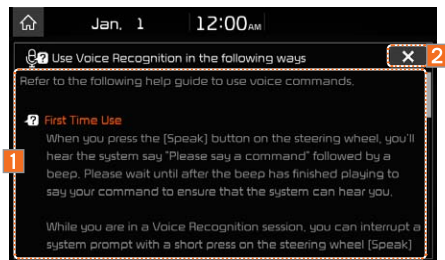 Jan. 1 12:00AM
Use Voice Recognition in the following ways
2
Refer to the following help guide to use voice commands.
First Time Use
When you press the [Speak] button on the steering wheel, you'll
hear the system say "Please say a command" followed by a
beep. Please wait until after the beep has finished playing to
1
say your command to ensure that the system can hear you.
While you are in a Voice Recognition session, you can interrupt a
system prompt with a short press on the steering wheel [Speak]